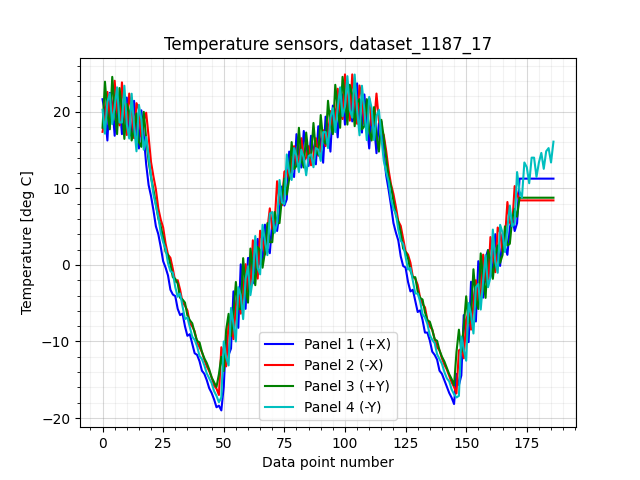 Temperature sensors, dataset_1187_17
Temperature [deg C]
20
10
0
−10
−20
Panel 1 (+X)
Panel 2 (-X)
Panel 3 (+Y)
Panel 4 (-Y)
0 25 50 75 100 125 150 175
Data point number